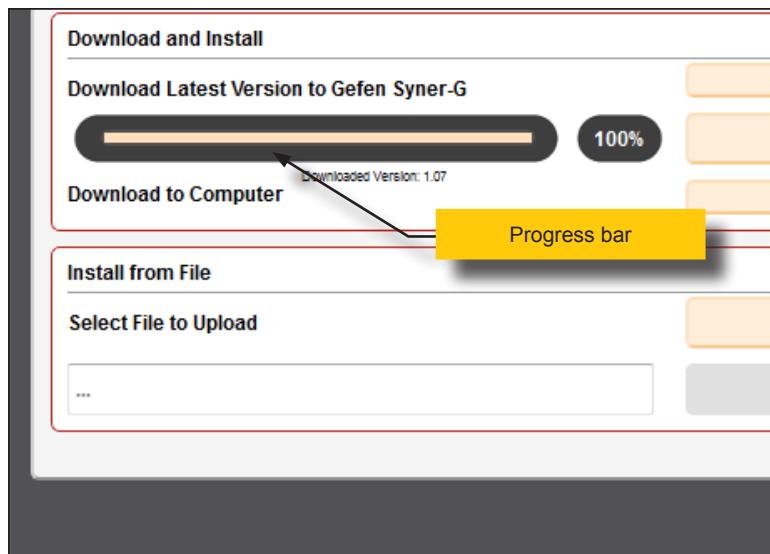 Download and Install
Download Latest Version to Gefen Syner-G
100%
Downloaded Version: 1.07
Download to Computer
Progress bar
Install from File
Select File to Upload
...